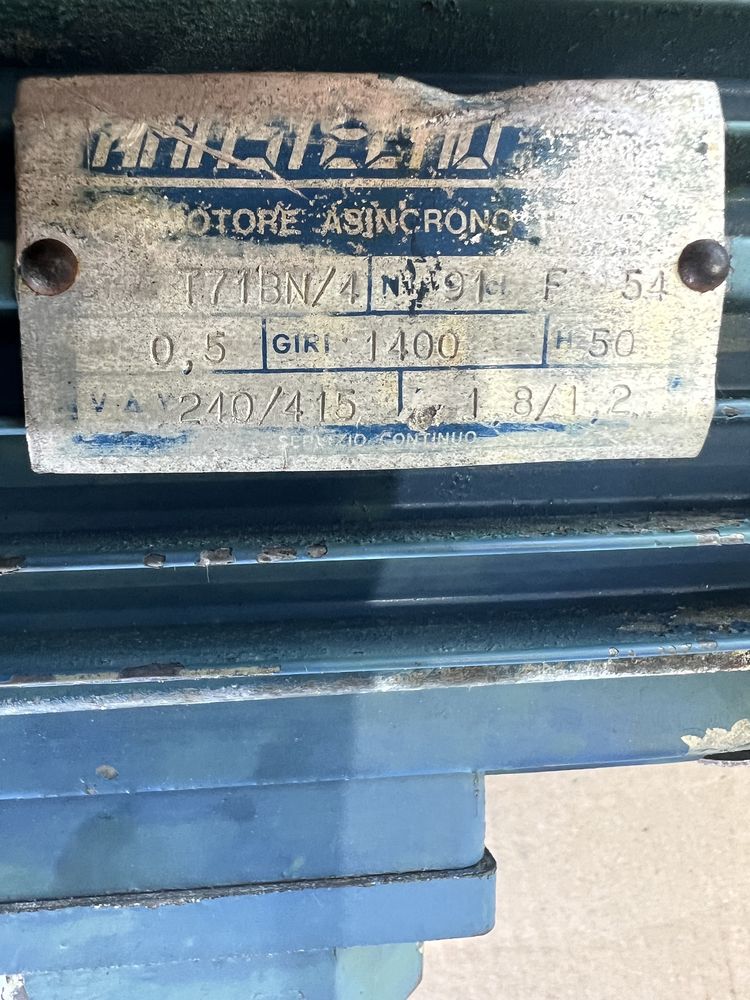 MOTORE ASINCRONO
T71BN/4 N 91 cl F 54
0,5 GIRI 1400 H 50
V Δ Y 240/415 1,8/1,2
SERVIZIO CONTINUO